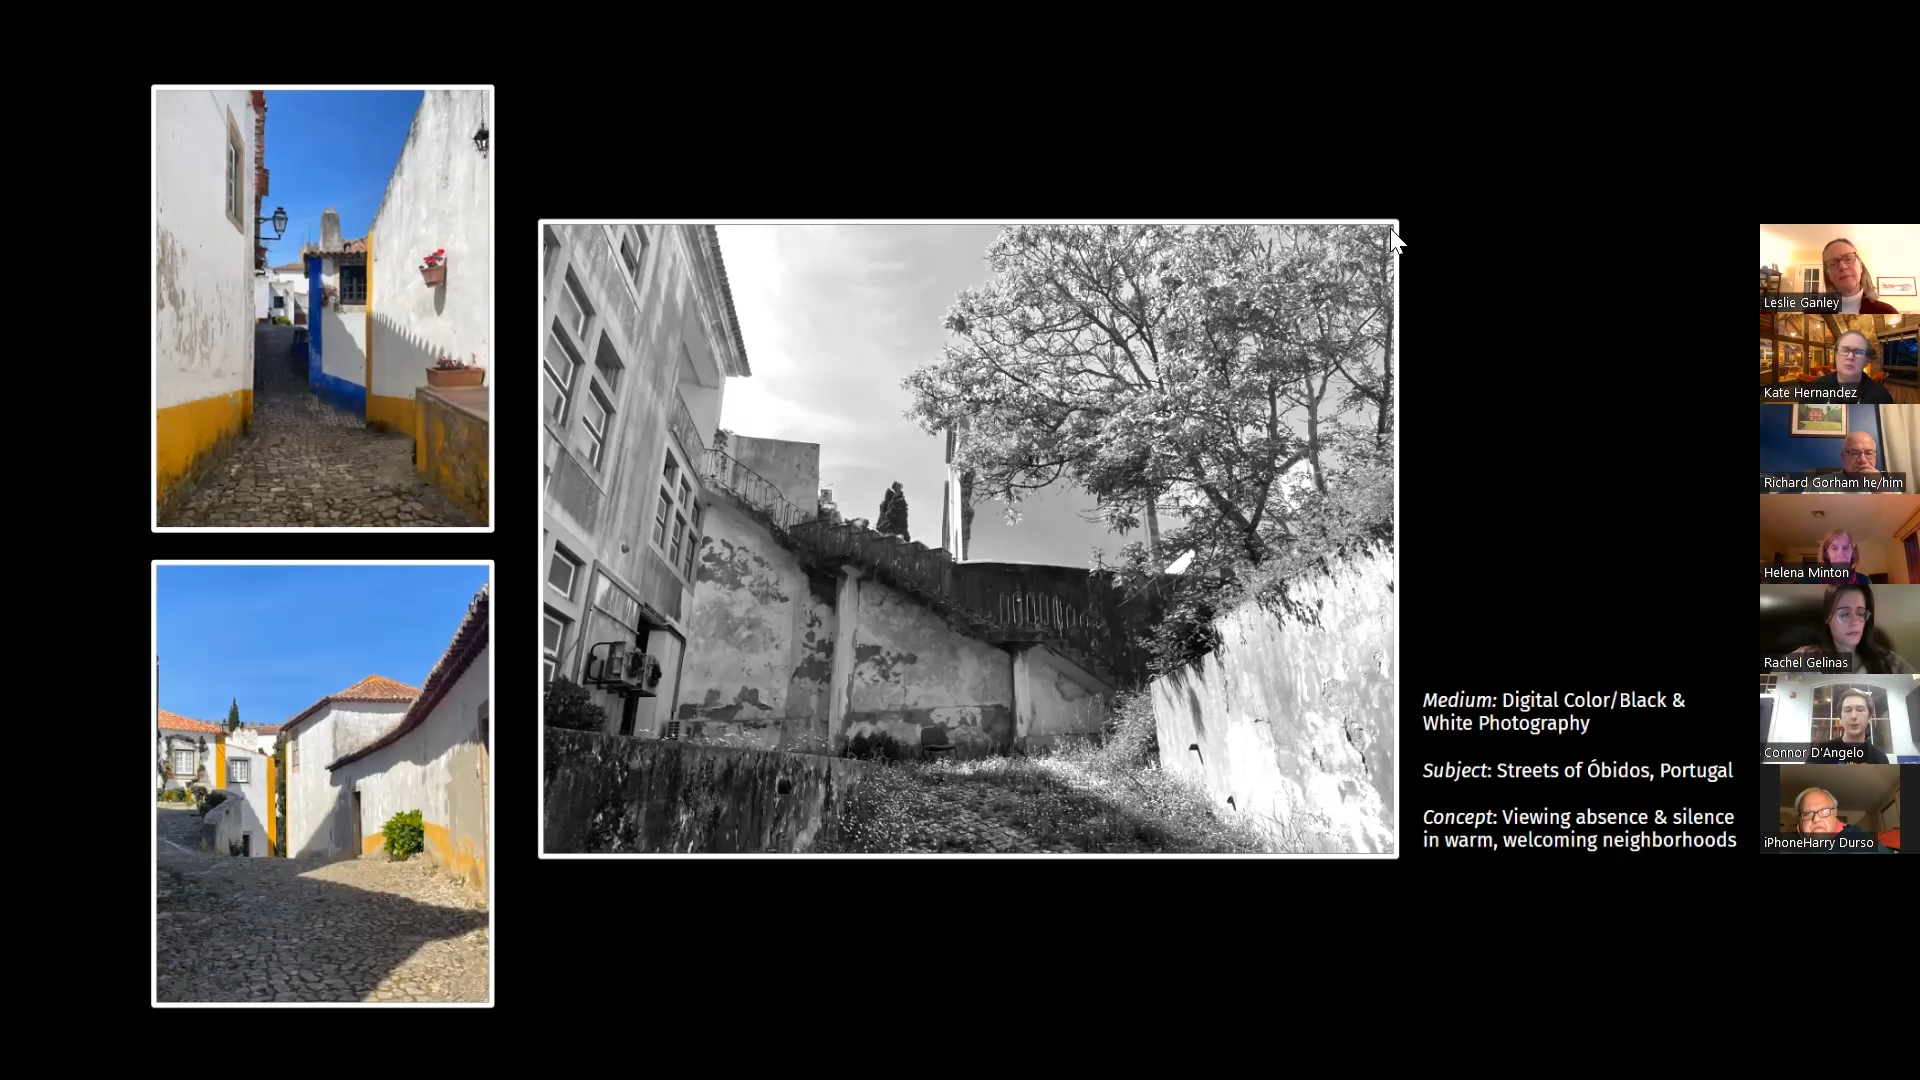 Medium: Digital Color/Black &
White Photography
Subject: Streets of Óbidos, Portugal
Concept: Viewing absence & silence
in warm, welcoming neighborhoods
Leslie Ganley
Kate Hernandez
Richard Gorham he/him
Helena Minton
Rachel Gelinas
Connor D'Angelo
iPhoneHarry Durso